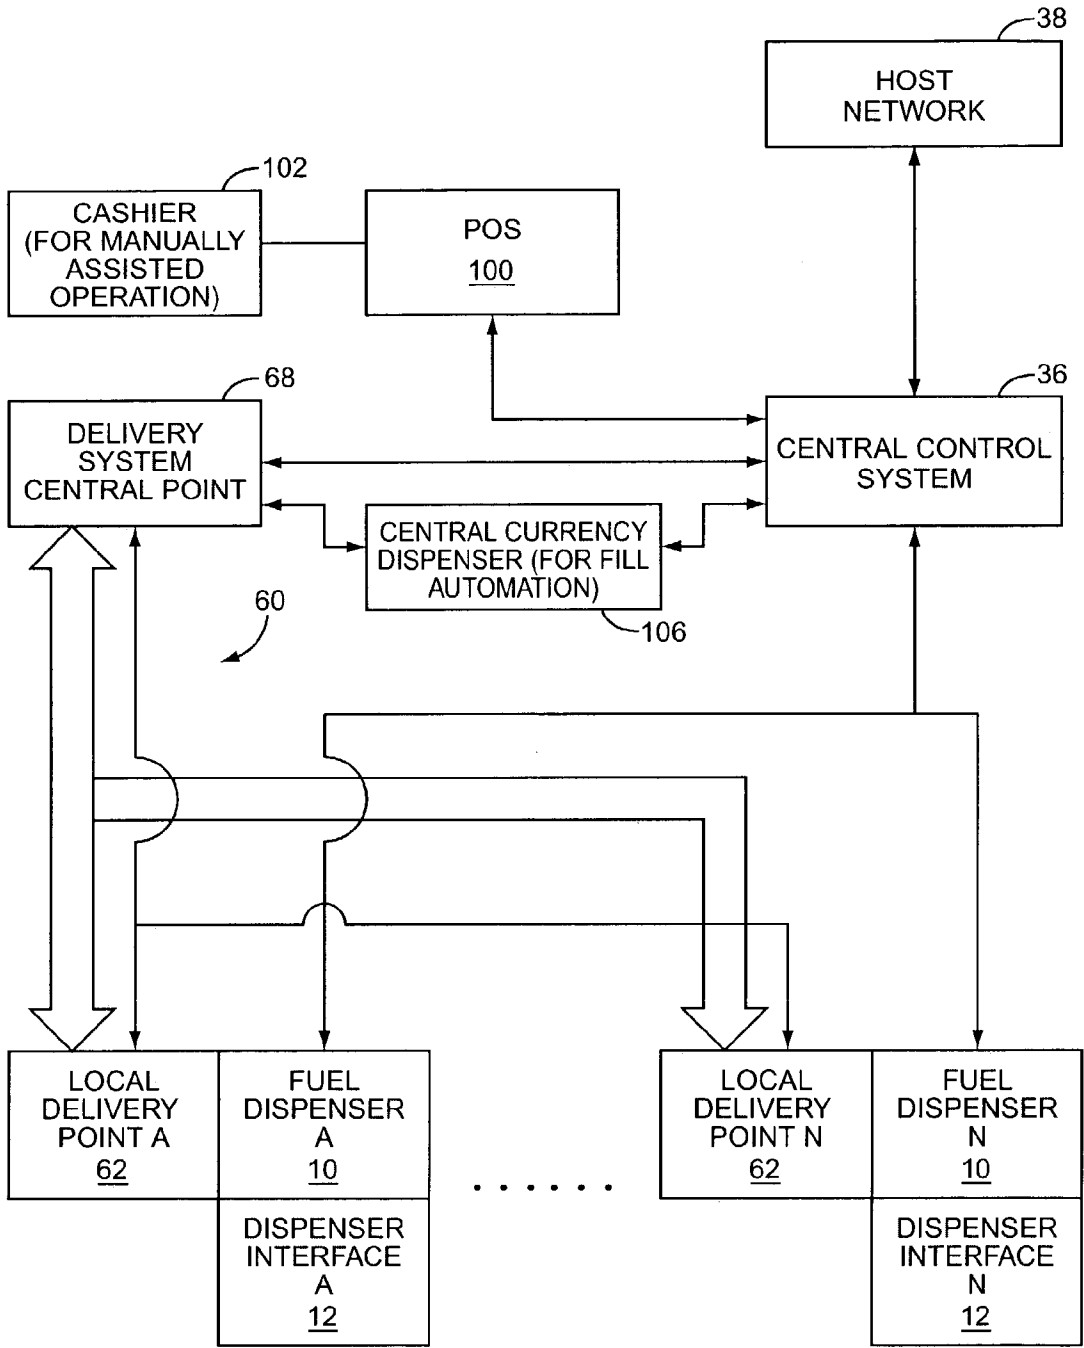 38
HOST
NETWORK
102
CASHIER
(FOR MANUALLY
ASSISTED
OPERATION)
POS
100
68
DELIVERY
SYSTEM
CENTRAL POINT
36
CENTRAL CONTROL
SYSTEM
CENTRAL CURRENCY
DISPENSER (FOR FILL
AUTOMATION)
106
60
LOCAL
DELIVERY
POINT A
62
FUEL
DISPENSER
A
10
DISPENSER
INTERFACE
A
12
......
LOCAL
DELIVERY
POINT N
62
FUEL
DISPENSER
N
10
DISPENSER
INTERFACE
N
12